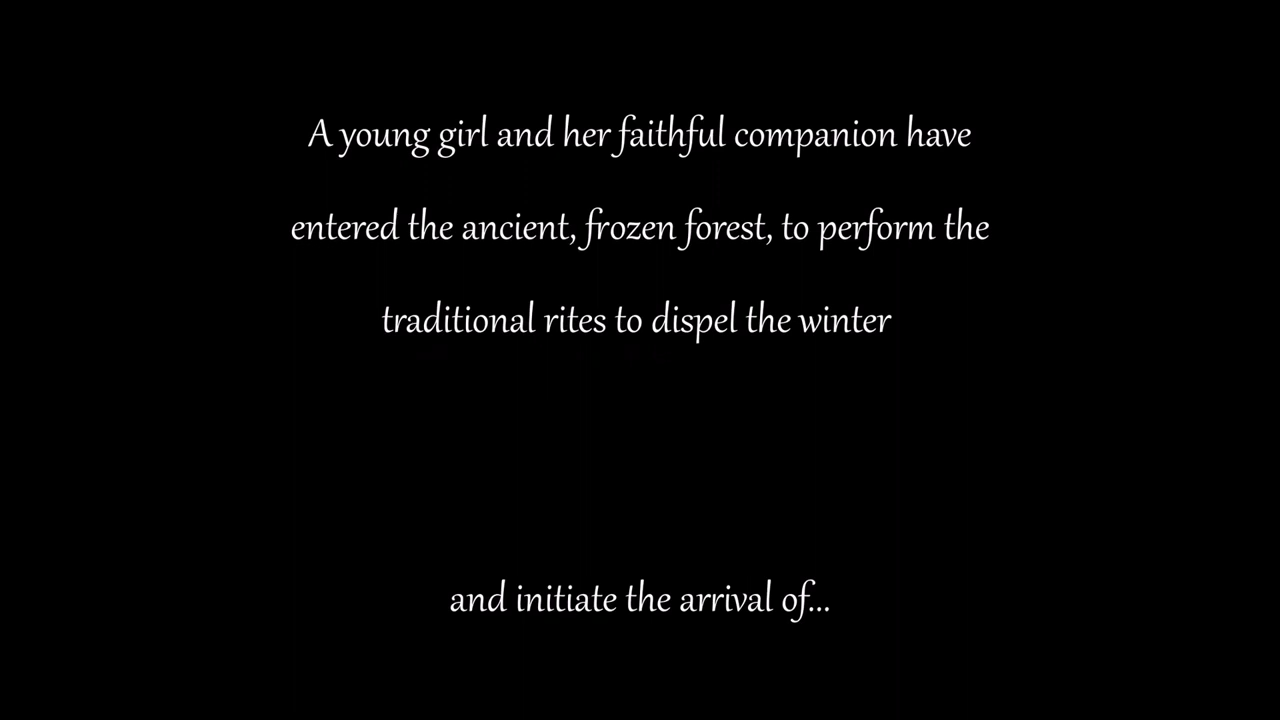 A young girl and her faithful companion have
entered the ancient, frozen forest, to perform the
traditional rites to dispel the winter
and initiate the arrival of...